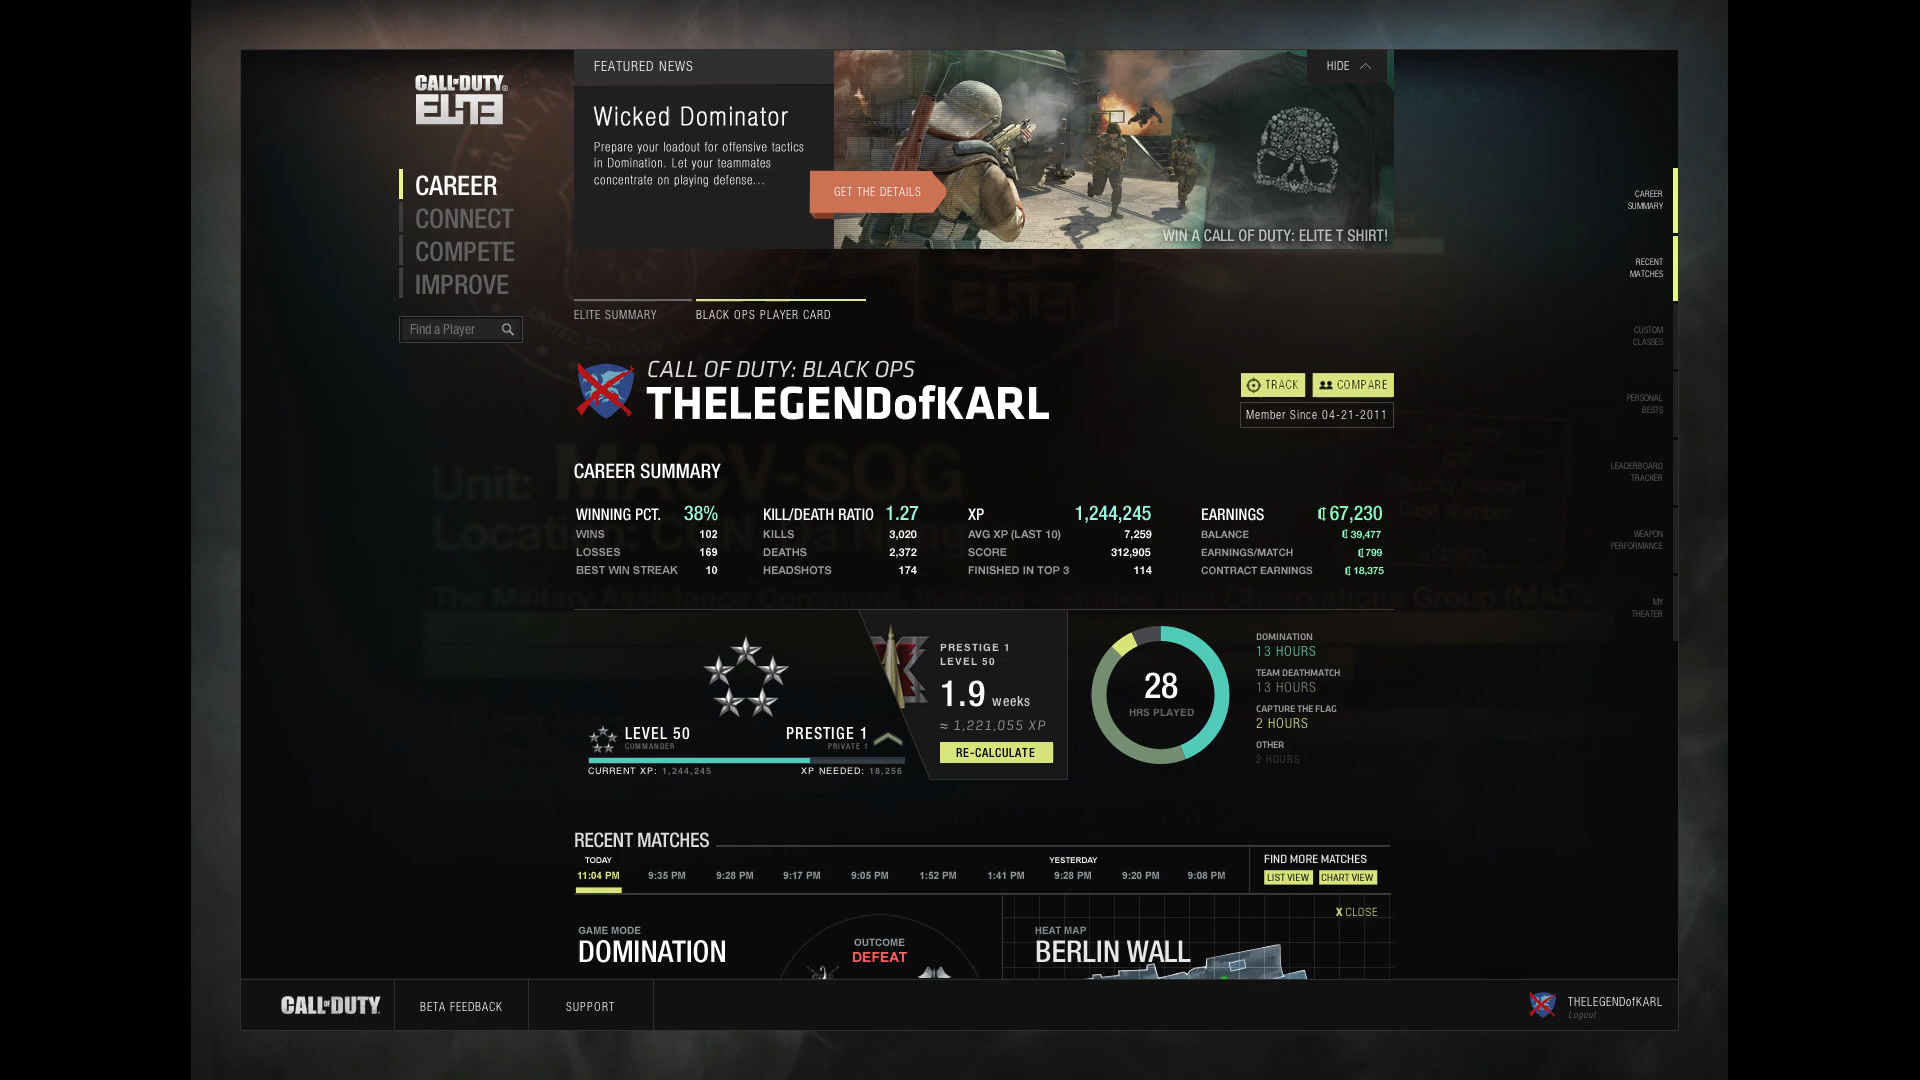 CALL OF DUTY®
ELITE
CAREER
CONNECT
COMPETE
IMPROVE
Find a Player
FEATURED NEWS
Wicked Dominator
Prepare your loadout for offensive tactics
in Domination. Let your teammates
concentrate on playing defense...
GET THE DETAILS
HIDE
WIN A CALL OF DUTY: ELITE T SHIRT!
ELITE SUMMARY
BLACK OPS PLAYER CARD
CALL OF DUTY: BLACK OPS
THELEGENDofKARL
TRACK
COMPARE
Member Since 04-21-2011
Unit: MACV-SOG
CAREER SUMMARY
WINNING PCT. 38%
WINS 102
LOSSES 169
BEST WIN STREAK 10
KILL/DEATH RATIO 1.27
KILLS 3,020
DEATHS 2,372
HEADSHOTS 174
XP 1,244,245
AVG XP (LAST 10) 7,259
SCORE 312,905
FINISHED IN TOP 3 114
EARNINGS 67,230
BALANCE 39,477
EARNINGS/MATCH 799
CONTRACT EARNINGS 18,375
LEVEL 50
COMMANDER
PRESTIGE 1
PRIVATE 1
CURRENT XP: 1,244,245
XP NEEDED: 18,256
PRESTIGE 1
LEVEL 50
1.9 weeks
≈ 1,221,055 XP
RE-CALCULATE
28
HRS PLAYED
DOMINATION
13 HOURS
TEAM DEATHMATCH
13 HOURS
CAPTURE THE FLAG
2 HOURS
OTHER
2 HOURS
RECENT MATCHES
TODAY
YESTERDAY
11:04 PM 9:35 PM 9:28 PM 9:17 PM 9:05 PM 1:52 PM 1:41 PM 9:28 PM 9:20 PM 9:08 PM
FIND MORE MATCHES
LIST VIEW
CHART VIEW
GAME MODE
DOMINATION
OUTCOME
DEFEAT
HEAT MAP
BERLIN WALL
X CLOSE
CAREER
SUMMARY
RECENT
MATCHES
CUSTOM
CLASSES
PERSONAL
BESTS
LEADERBOARD
TRACKER
WEAPON
PERFORMANCE
MY
THEATER
CALL OF DUTY
BETA FEEDBACK
SUPPORT
THELEGENDofKARL
Logout